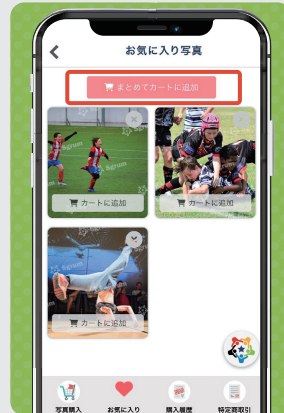 お気に入り写真
まとめてカートに追加
カートに追加
カートに追加
カートに追加
写真購入
お気に入り
購入履歴
特定商取引